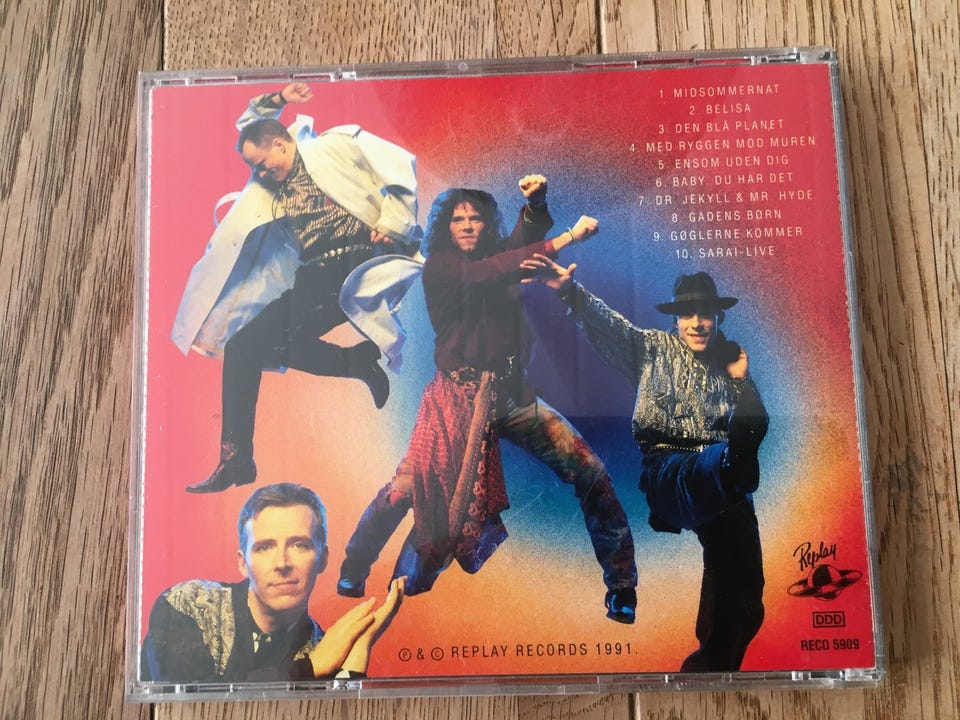 1. MIDSOMMERNAT
2. BELISA
3. DEN BLÅ PLANET
4. MED RYGGEN MOD MUREN
5. ENSOM UDEN DIG
6. BABY, DU HAR DET
7. DR. JEKYLL & MR. HYDE
8. GADENS BØRN
9. GØGLERNE KOMMER
10. SARAI-LIVE
Replay
DDD
RECD 5909
Ⓟ & © REPLAY RECORDS 1991.